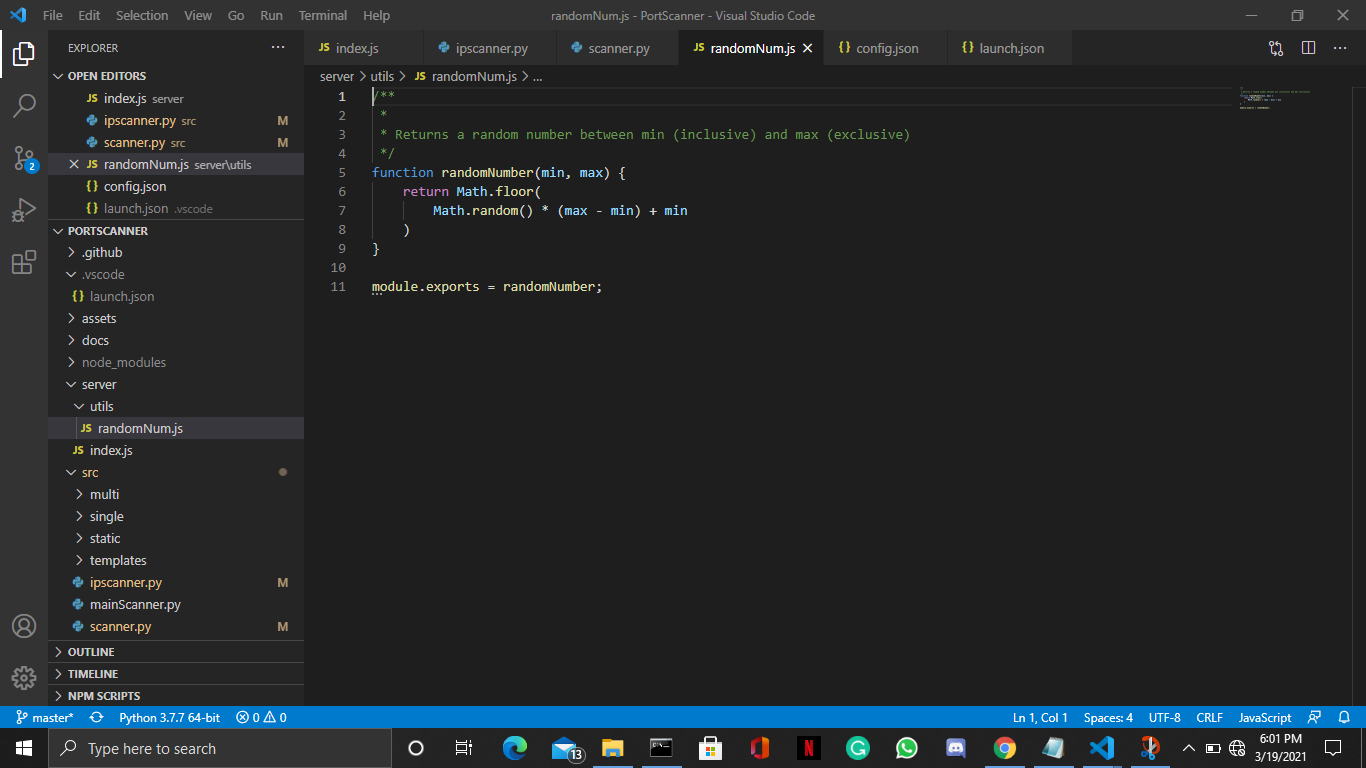 File Edit Selection View Go Run Terminal Help
randomNum.js - PortScanner - Visual Studio Code
EXPLORER
OPEN EDITORS
JS index.js server
ipscanner.py src M
scanner.py src M
JS randomNum.js server\utils
{} config.json
{} launch.json .vscode
PORTSCANNER
.github
.vscode
{} launch.json
assets
docs
node_modules
server
utils
JS randomNum.js
JS index.js
src
multi
single
static
templates
ipscanner.py M
mainScanner.py
scanner.py M
OUTLINE
TIMELINE
NPM SCRIPTS
2
JS index.js ipscanner.py scanner.py JS randomNum.js {} config.json {} launch.json
server > utils > JS randomNum.js > ...
1 /**
2 *
3 * Returns a random number between min (inclusive) and max (exclusive)
4 */
5 function randomNumber(min, max) {
6 return Math.floor(
7 Math.random() * (max - min) + min
8 )
9 }
10
11 module.exports = randomNumber;
master* Python 3.7.7 64-bit 0 0 Ln 1, Col 1 Spaces: 4 UTF-8 CRLF JavaScript
Type here to search
13
N
6:01 PM
3/19/2021